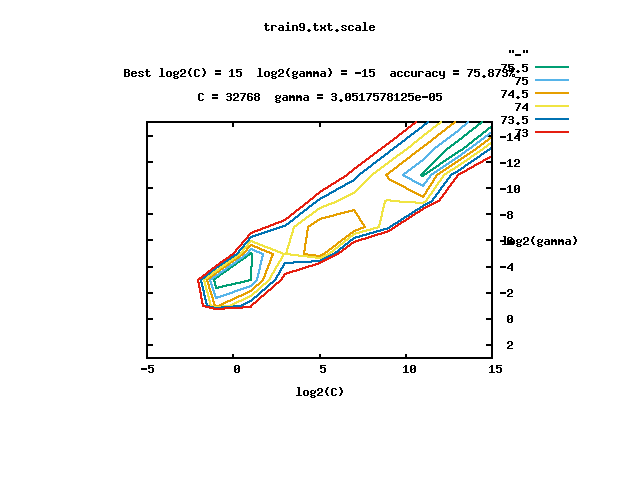 train9.txt.scale
"-"
Best log2(C) = 15 log2(gamma) = -15 accuracy = 75.873%
75.5
75
C = 32768 gamma = 3.0517578125e-05
74.5
74
73.5
73
-14
-12
-10
-8
log2(gamma)
-4
-2
0
2
-5 0 5 10 15
log2(C)